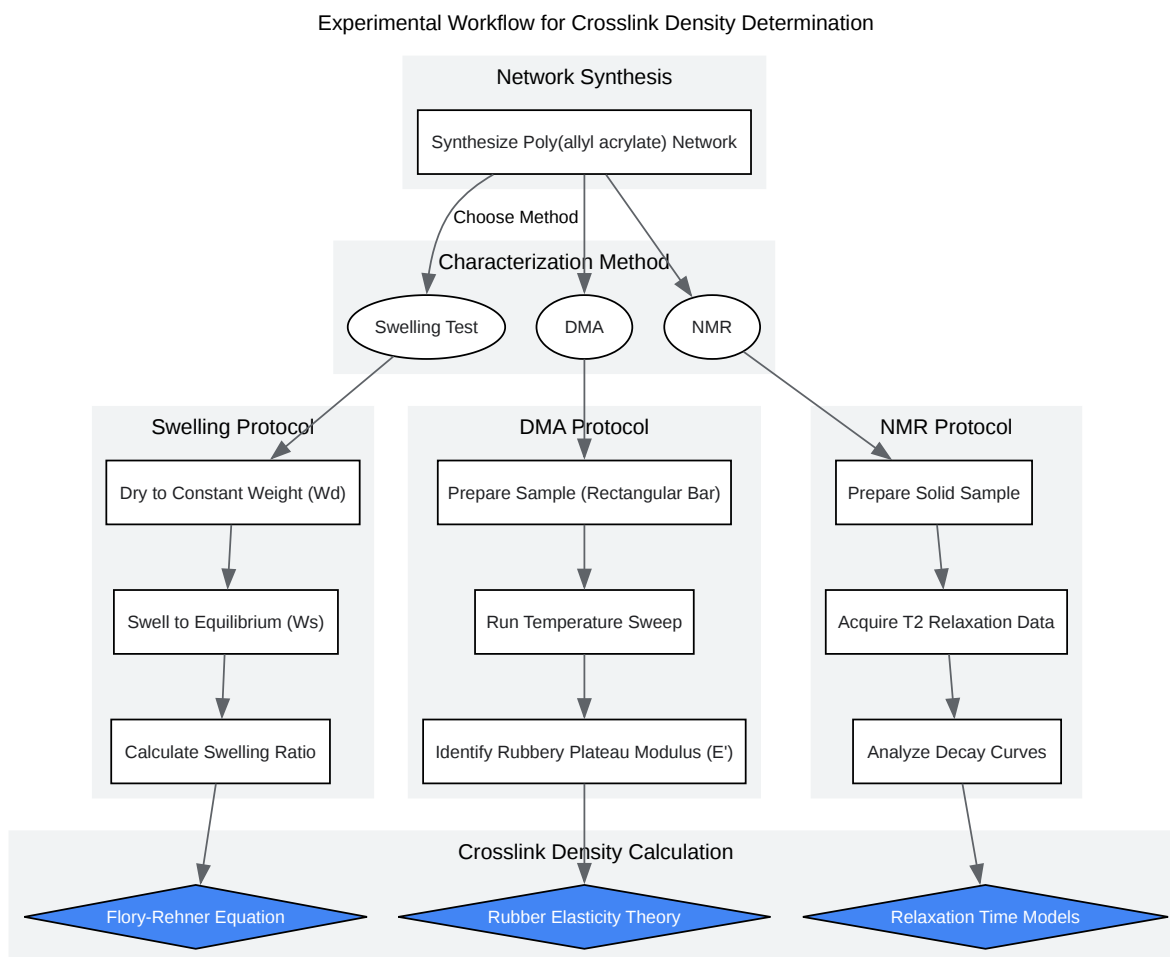 Experimental Workflow for Crosslink Density Determination
Network Synthesis
Synthesize Poly(allyl acrylate) Network
Choose Method
Characterization Method
Swelling Test
DMA
NMR
Swelling Protocol
DMA Protocol
NMR Protocol
Dry to Constant Weight (Wd)
Prepare Sample (Rectangular Bar)
Prepare Solid Sample
Swell to Equilibrium (Ws)
Run Temperature Sweep
Acquire T2 Relaxation Data
Calculate Swelling Ratio
Identify Rubbery Plateau Modulus (E')
Analyze Decay Curves
Crosslink Density Calculation
Flory-Rehner Equation
Rubber Elasticity Theory
Relaxation Time Models